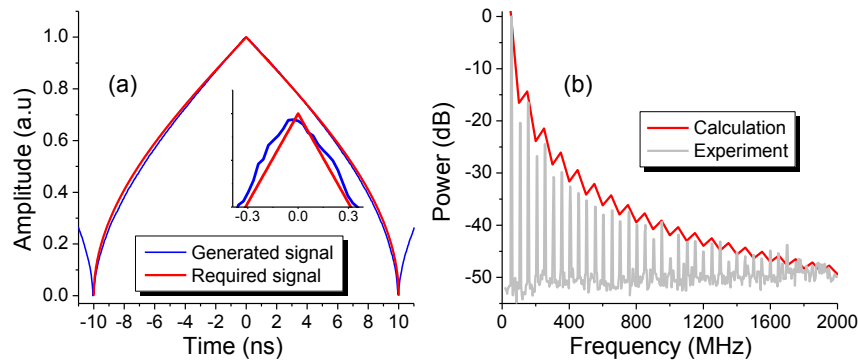 (a)
Amplitude (a.u)
1.0
0.8
0.6
0.4
0.2
0.0
-0.3 0.0 0.3
Generated signal
Required signal
-10 -8 -6 -4 -2 0 2 4 6 8 10
Time (ns)
(b)
Power (dB)
0
-10
-20
-30
-40
-50
Calculation
Experiment
0 400 800 1200 1600 2000
Frequency (MHz)